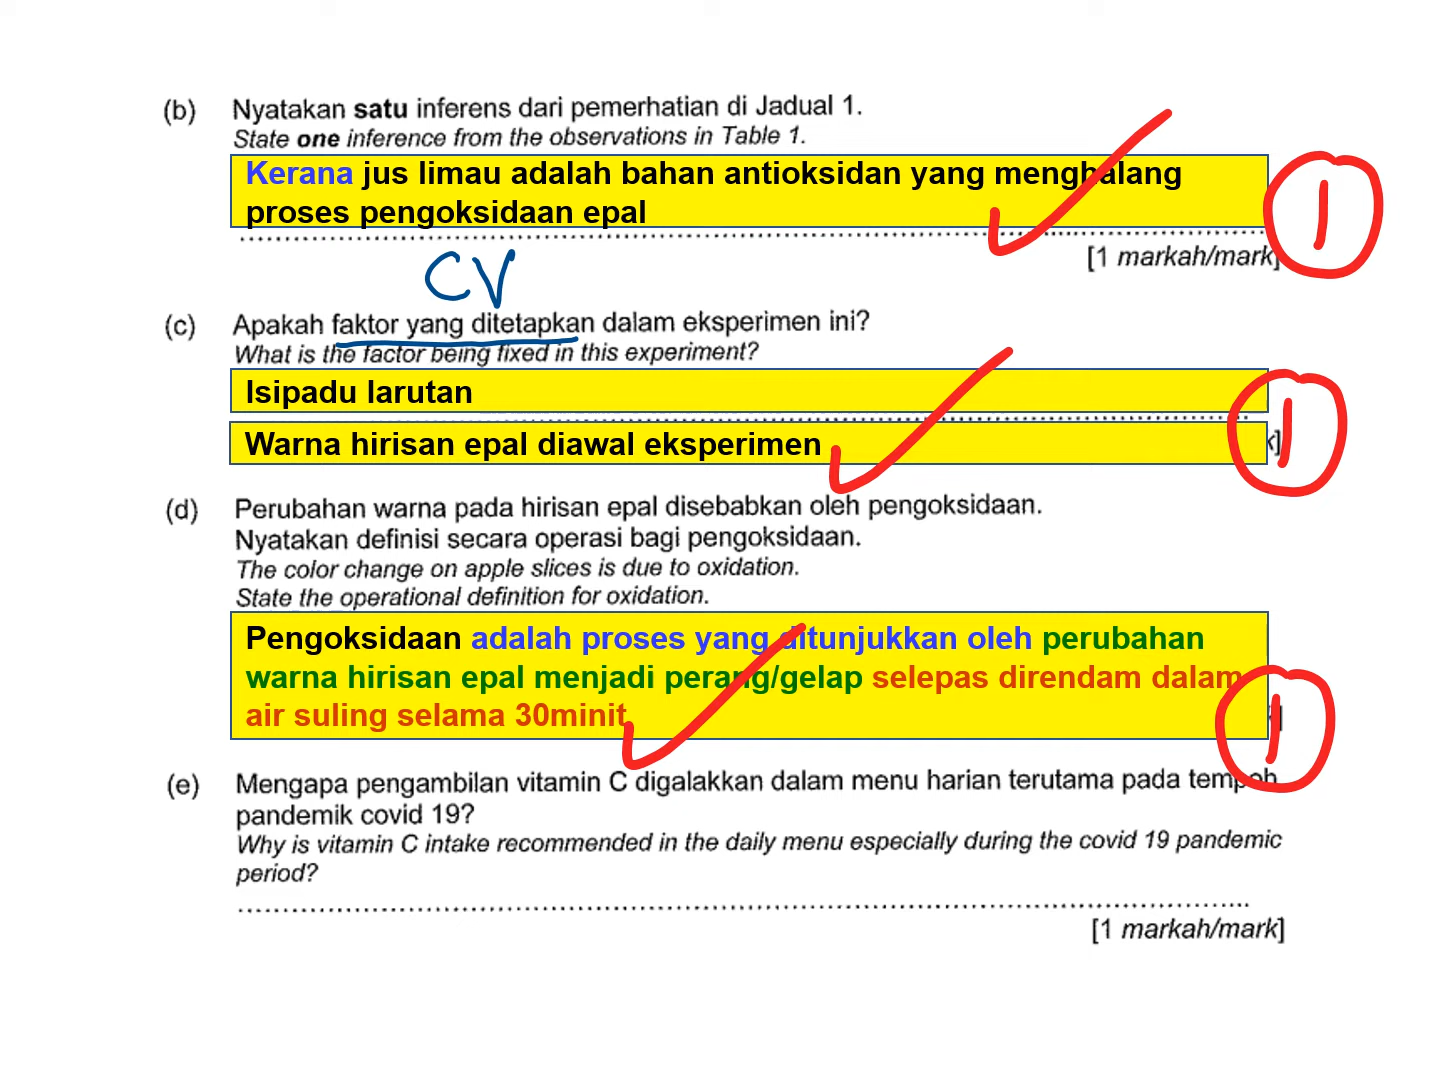 (b) Nyatakan satu inferens dari pemerhatian di Jadual 1.
State one inference from the observations in Table 1.
Kerana jus limau adalah bahan antioksidan yang menghalang
proses pengoksidaan epal
1
[1 markah/mark]
CV
(c) Apakah faktor yang ditetapkan dalam eksperimen ini?
What is the factor being fixed in this experiment?
Isipadu larutan
Warna hirisan epal diawal eksperimen
1
k]
(d) Perubahan warna pada hirisan epal disebabkan oleh pengoksidaan.
Nyatakan definisi secara operasi bagi pengoksidaan.
The color change on apple slices is due to oxidation.
State the operational definition for oxidation.
Pengoksidaan adalah proses yang ditunjukkan oleh perubahan
warna hirisan epal menjadi perang/gelap selepas direndam dalam
air suling selama 30minit
1
]
(e) Mengapa pengambilan vitamin C digalakkan dalam menu harian terutama pada tempoh
pandemik covid 19?
Why is vitamin C intake recommended in the daily menu especially during the covid 19 pandemic
period?
[1 markah/mark]